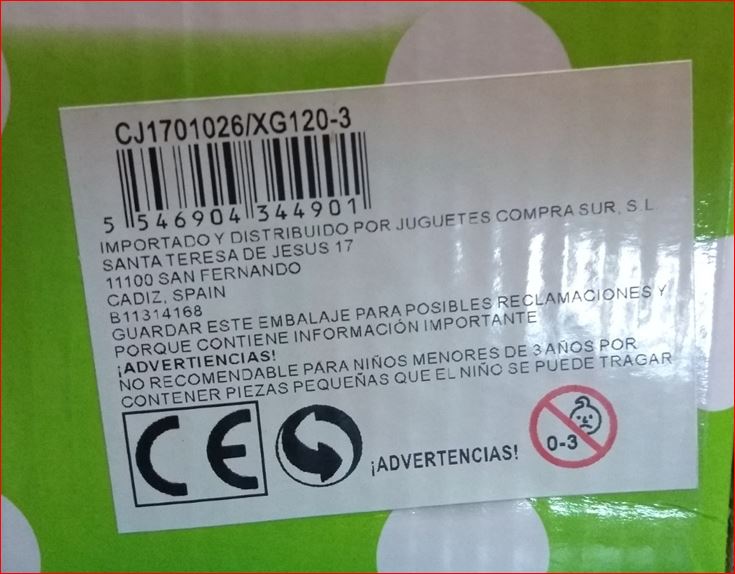 CJ1701026/XG120-3
5 546904 344901
IMPORTADO Y DISTRIBUIDO POR JUGUETES COMPRA SUR, S.L
SANTA TERESA DE JESUS 17
11100 SAN FERNANDO
CADIZ, SPAIN
B11314168
GUARDAR ESTE EMBALAJE PARA POSIBLES RECLAMACIONES Y
PORQUE CONTIENE INFORMACIÓN IMPORTANTE
¡ADVERTIENCIAS!
NO RECOMENDABLE PARA NIÑOS MENORES DE 3 AÑOS POR
CONTENER PIEZAS PEQUEÑAS QUE EL NIÑO SE PUEDE TRAGAR
CE
¡ADVERTENCIAS!
0-3